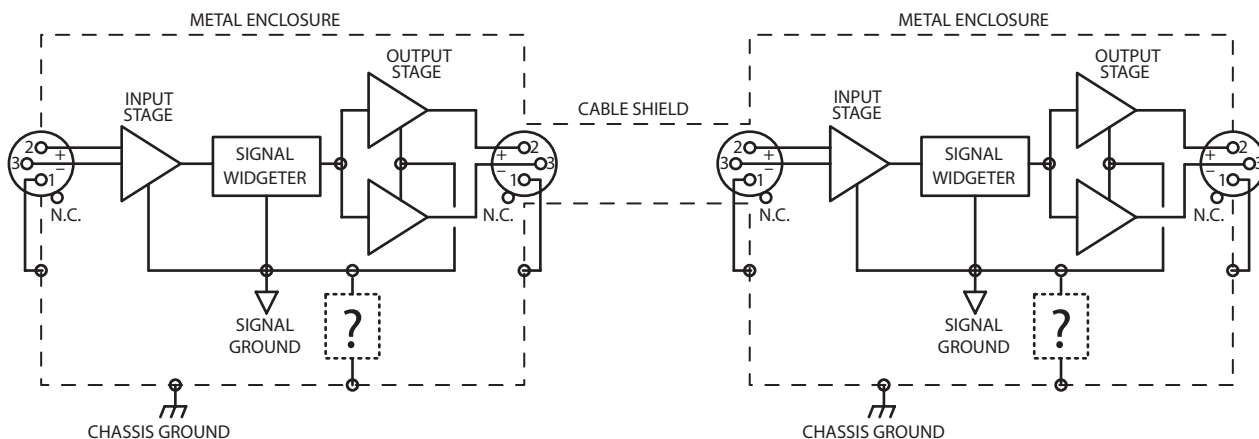 METAL ENCLOSURE
METAL ENCLOSURE
OUTPUT
STAGE
OUTPUT
STAGE
INPUT
STAGE
CABLE SHIELD
INPUT
STAGE
2
3
1
+
−
N.C.
SIGNAL
WIDGETER
+
−
2
3
1
N.C.
2
3
1
+
−
N.C.
SIGNAL
WIDGETER
+
−
2
3
1
N.C.
SIGNAL
GROUND
?
SIGNAL
GROUND
?
CHASSIS GROUND
CHASSIS GROUND